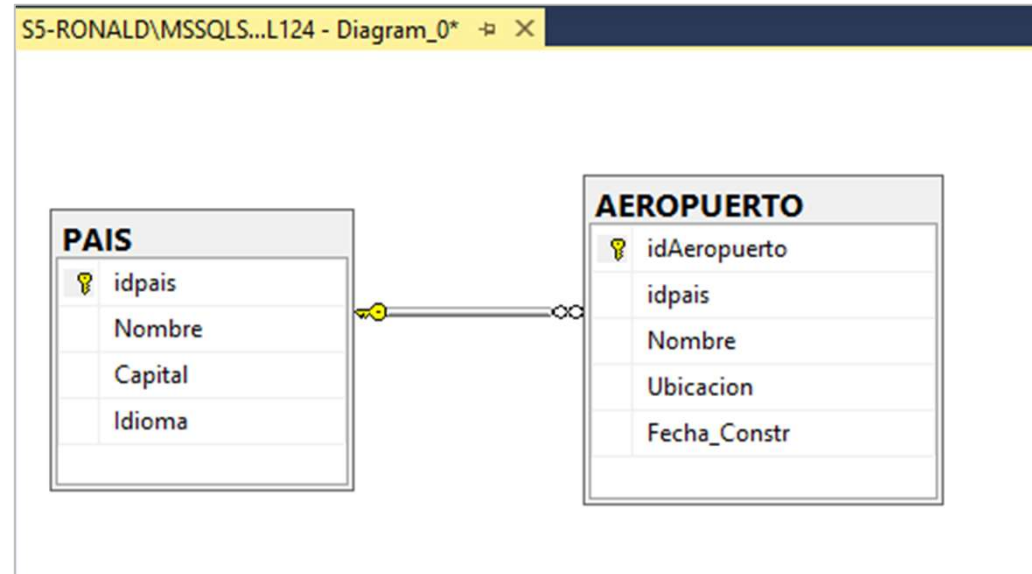 S5-RONALD\MSSQLS...L124 - Diagram_0*
PAIS
idpais
Nombre
Capital
Idioma
AEROPUERTO
idAeropuerto
idpais
Nombre
Ubicacion
Fecha_Constr